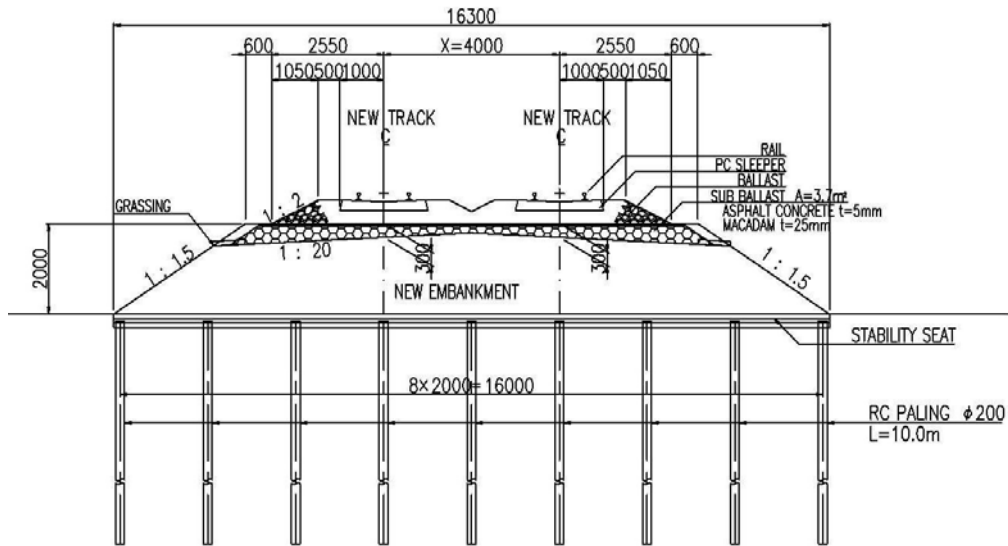 16300
600 2550 X=4000 2550 600
1050 500 1000 1000 500 1050
NEW TRACK NEW TRACK
C C
RAIL
PC SLEEPER
BALLAST
SUB BALLAST A=3.7m²
ASPHALT CONCRETE t=5mm
MACADAM t=25mm
GRASSING
1 : 2
1 : 20
300 300
2000
1 : 1.5 1 : 1.5
NEW EMBANKMENT
STABILITY SEAT
8×2000=16000
RC PALING ϕ200
L=10.0m